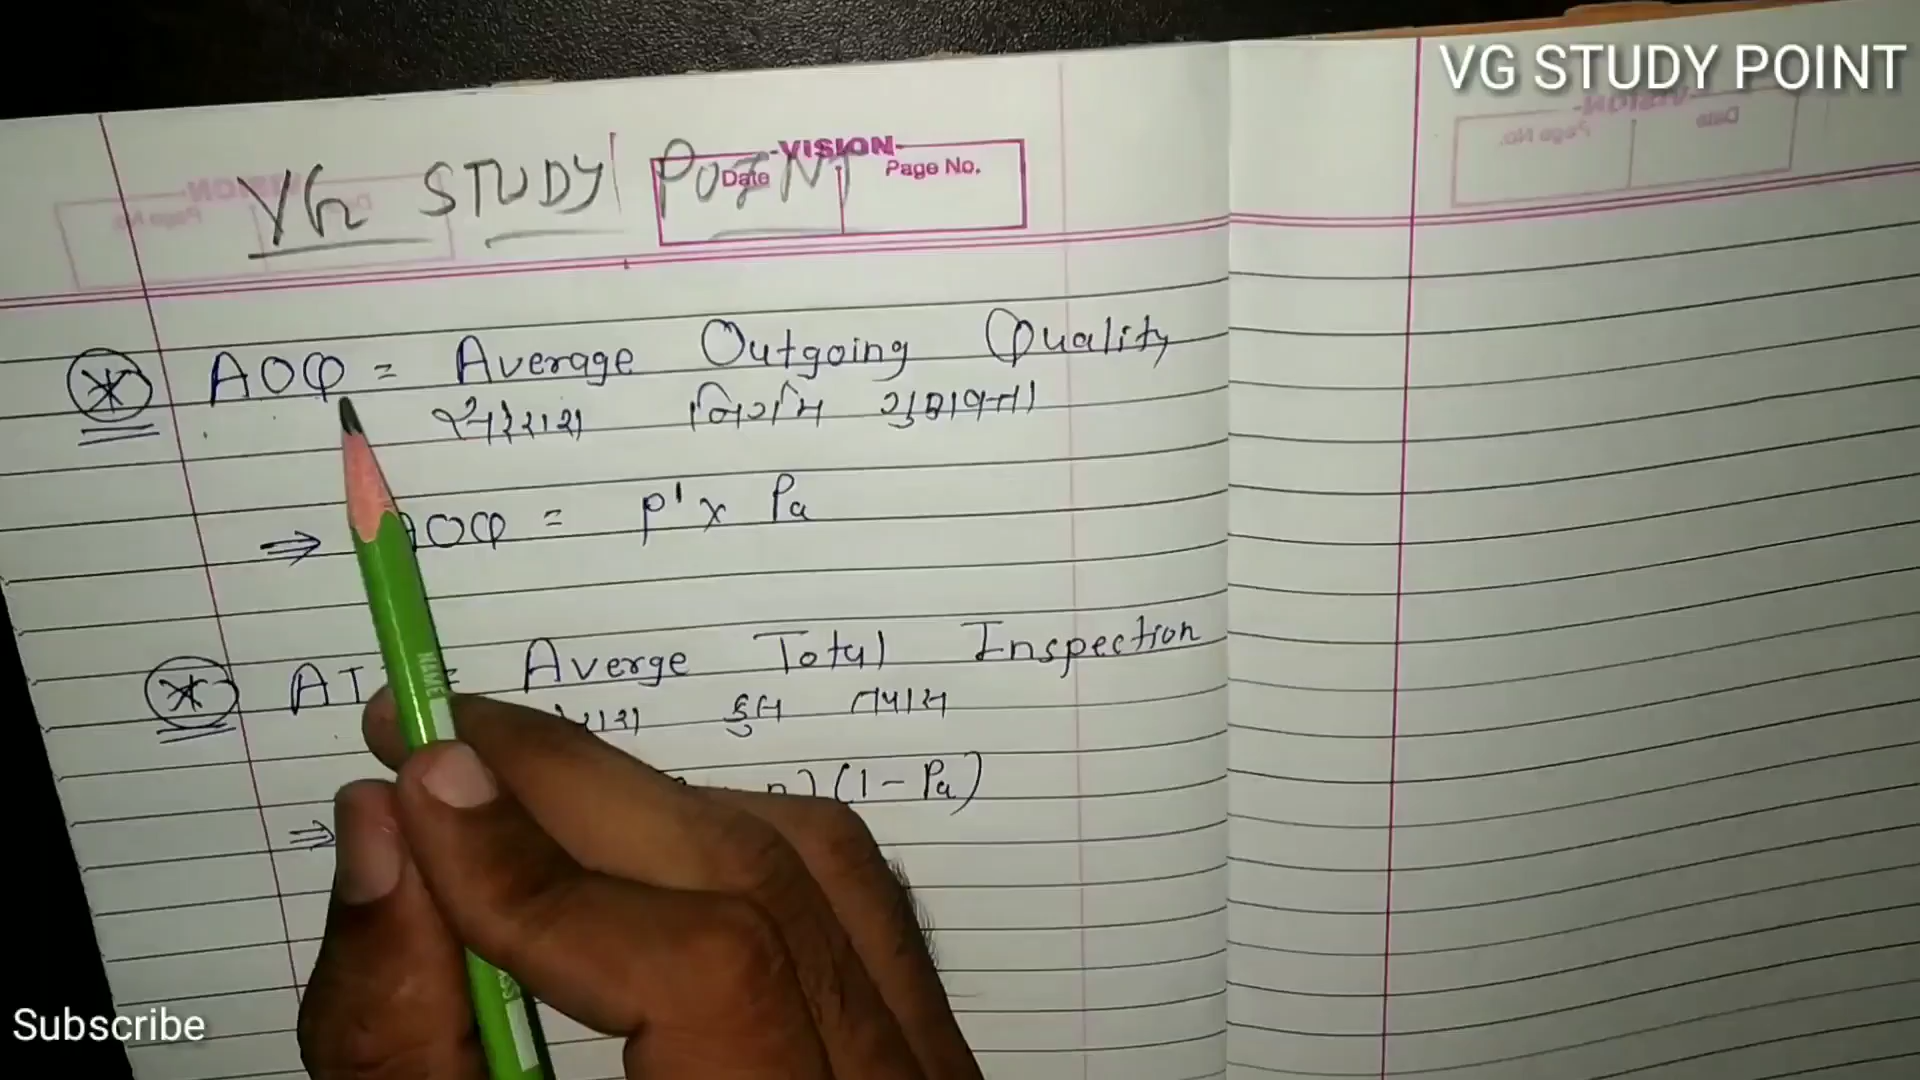 VG STUDY POINT
VG STUDY POINT
-VISION-
Date Page No.
AOQ = Average Outgoing Quality
સરેરાશ નિર્ગમ ગુણવત્તા
⇒ AOQ = p' x Pa
Averge Total Inspection
કુલ તપાસ
⇒ n) (1 - Pa)
NAME
Subscribe